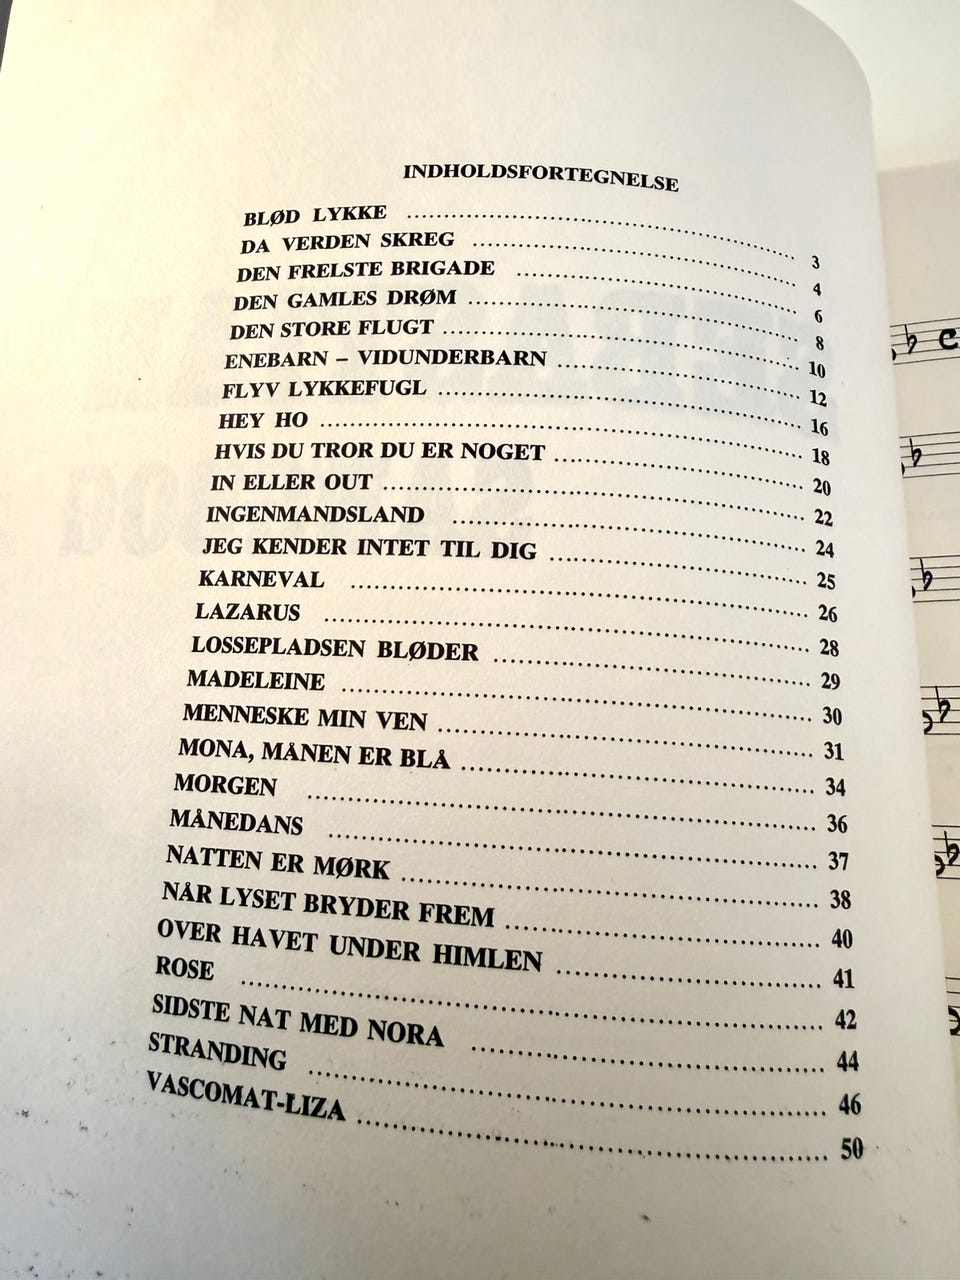 INDHOLDSFORTEGNELSE
BLØD LYKKE ........................ 3
DA VERDEN SKREG ........................ 4
DEN FRELSTE BRIGADE ........................ 6
DEN GAMLES DRØM ........................ 8
DEN STORE FLUGT ........................ 10
ENEBARN – VIDUNDERBARN ........................ 12
FLYV LYKKEFUGL ........................ 16
HEY HO ........................ 18
HVIS DU TROR DU ER NOGET ........................ 20
IN ELLER OUT ........................ 22
INGENMANDSLAND ........................ 24
JEG KENDER INTET TIL DIG ........................ 25
KARNEVAL ........................ 26
LAZARUS ........................ 28
LOSSEPLADSEN BLØDER ........................ 29
MADELEINE ........................ 30
MENNESKE MIN VEN ........................ 31
MONA, MÅNEN ER BLÅ ........................ 34
MORGEN ........................ 36
MÅNEDANS ........................ 37
NATTEN ER MØRK ........................ 38
NÅR LYSET BRYDER FREM ........................ 40
OVER HAVET UNDER HIMLEN ........................ 41
ROSE ........................ 42
SIDSTE NAT MED NORA ........................ 44
STRANDING ........................ 46
VASCOMAT-LIZA ........................ 50